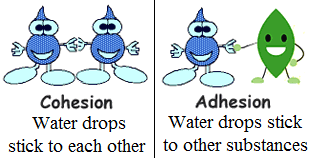 Cohesion
Water drops
stick to each other
Adhesion
Water drops stick
to other substances